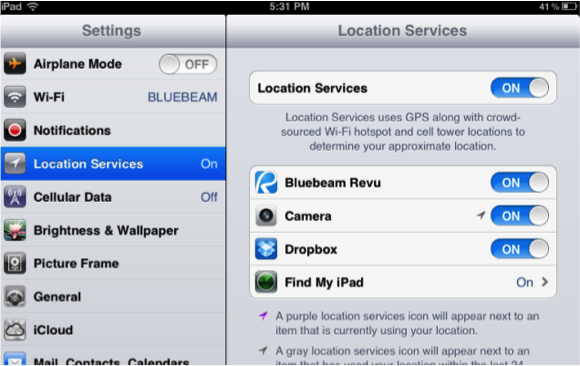 iPad
5:31 PM
41%
Settings
Location Services
Airplane Mode OFF
Wi-Fi BLUEBEAM
Notifications
Location Services On
Cellular Data Off
Brightness & Wallpaper
Picture Frame
General
iCloud
Mail, Contacts, Calendars
Location Services ON
Location Services uses GPS along with crowd-
sourced Wi-Fi hotspot and cell tower locations to
determine your approximate location.
Bluebeam Revu ON
Camera ON
Dropbox ON
Find My iPad On
A purple location services icon will appear next to an
item that is currently using your location.
A gray location services icon will appear next to an
item that has used your location within the last 24